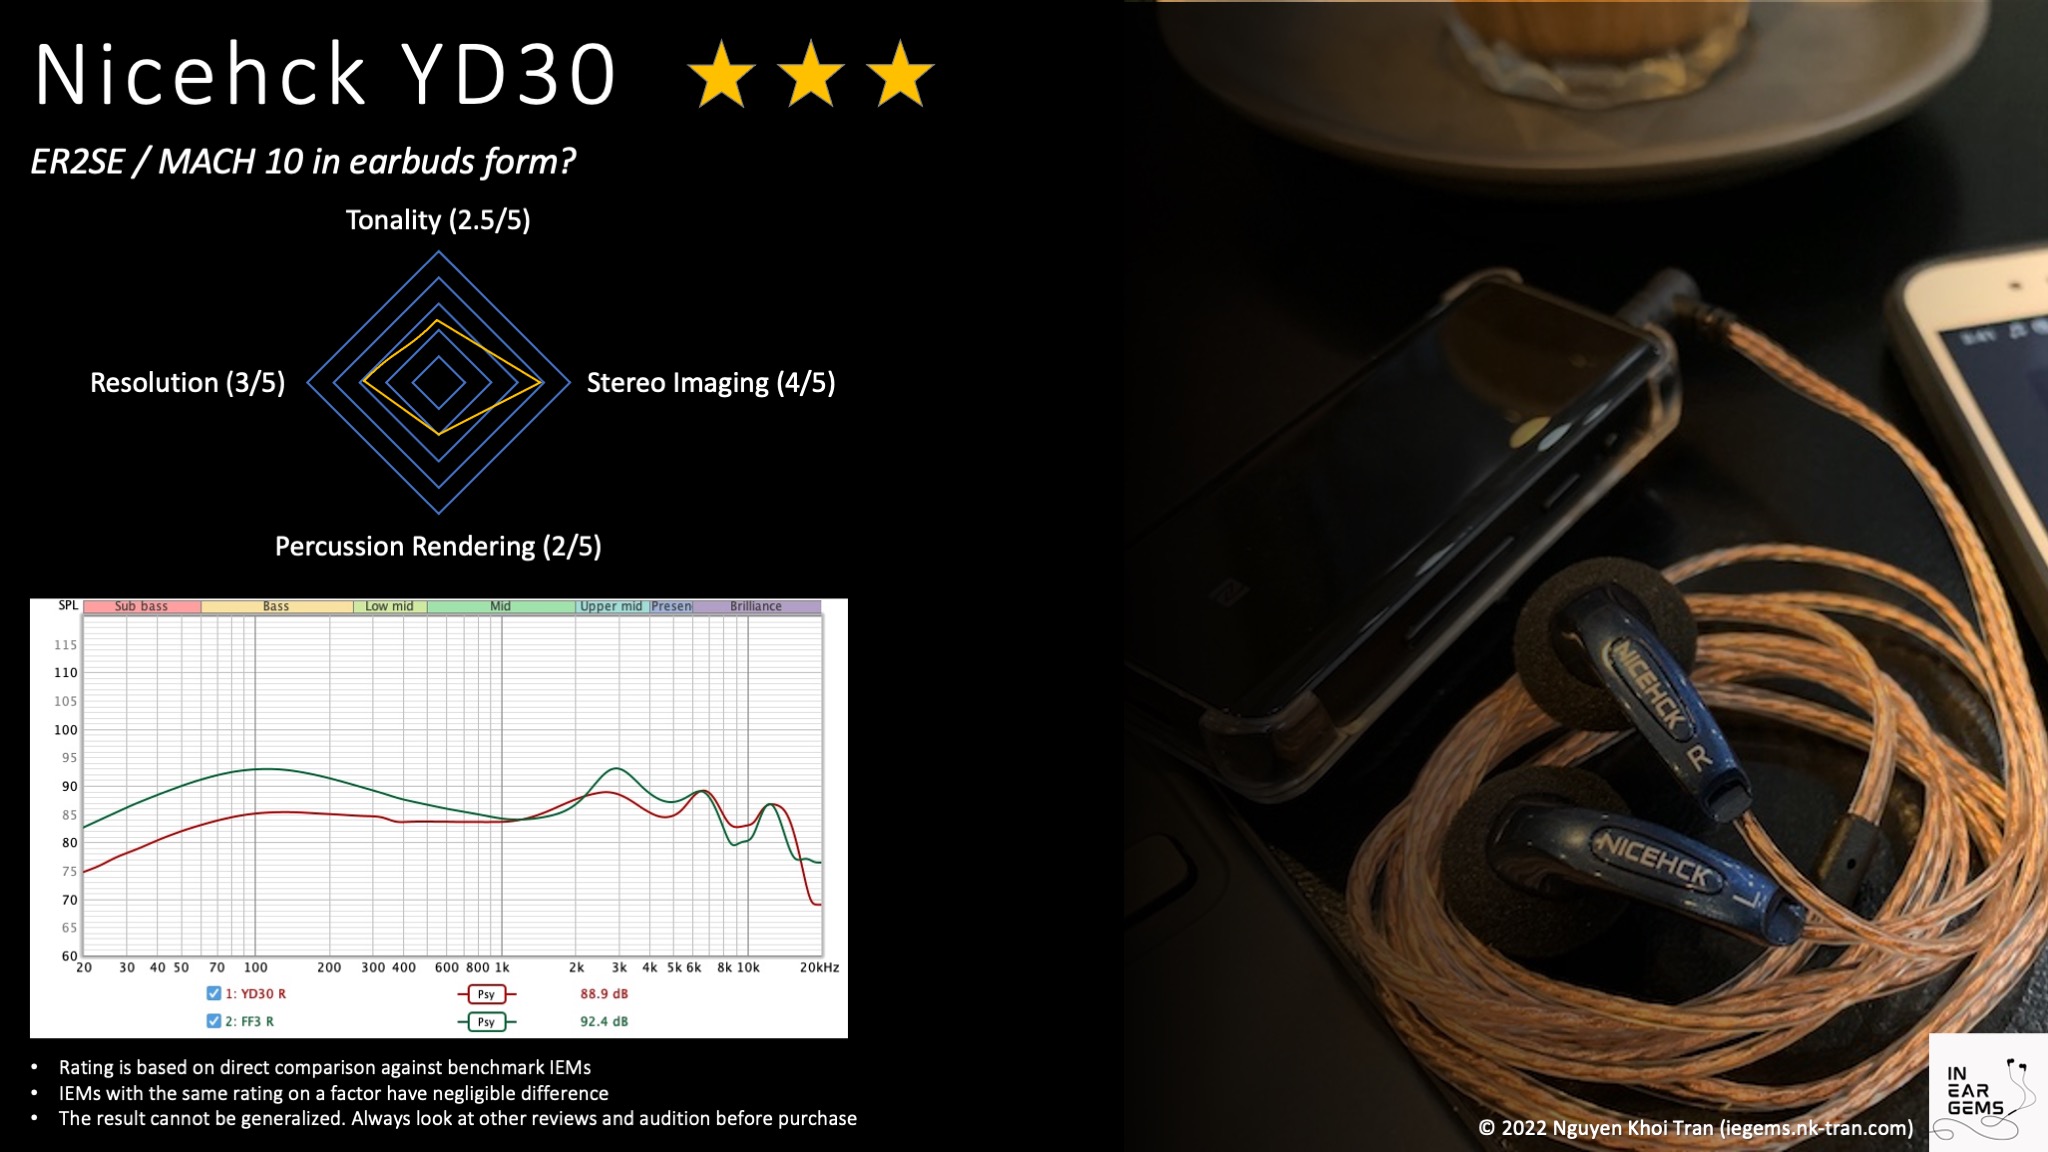 Nicehck YD30
ER2SE / MACH 10 in earbuds form?
Tonality (2.5/5)
Resolution (3/5)
Stereo Imaging (4/5)
Percussion Rendering (2/5)
SPL Sub bass Bass Low mid Mid Upper mid Presen Brilliance
115
110
105
100
95
90
85
80
75
70
65
60
20 30 40 50 70 100 200 300 400 600 800 1k 2k 3k 4k 5k 6k 8k 10k 20kHz
1: YD30 R Psy 88.9 dB
2: FF3 R Psy 92.4 dB
• Rating is based on direct comparison against benchmark IEMs
• IEMs with the same rating on a factor have negligible difference
• The result cannot be generalized. Always look at other reviews and audition before purchase
NICEHCK R
NICEHCK L
IN
EAR
GEMS
© 2022 Nguyen Khoi Tran (iegems.nk-tran.com)